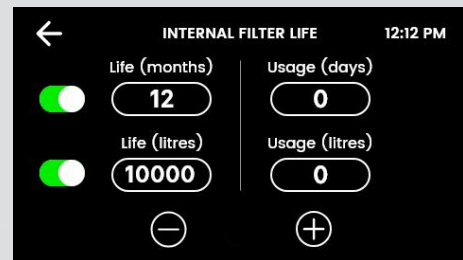 INTERNAL FILTER LIFE 12:12 PM
Life (months) Usage (days)
12 0
Life (litres) Usage (litres)
10000 0